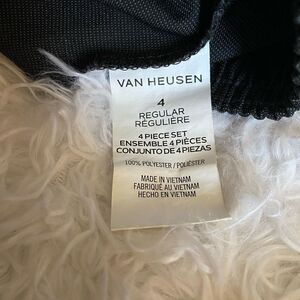 VAN HEUSEN
4
REGULAR
RÉGULIÈRE
4 PIECE SET
ENSEMBLE 4 PIÈCES
CONJUNTO DE 4 PIEZAS
100% POLYESTER / POLIÉSTER
MADE IN VIETNAM
FABRIQUÉ AU VIETNAM
HECHO EN VIETNAM